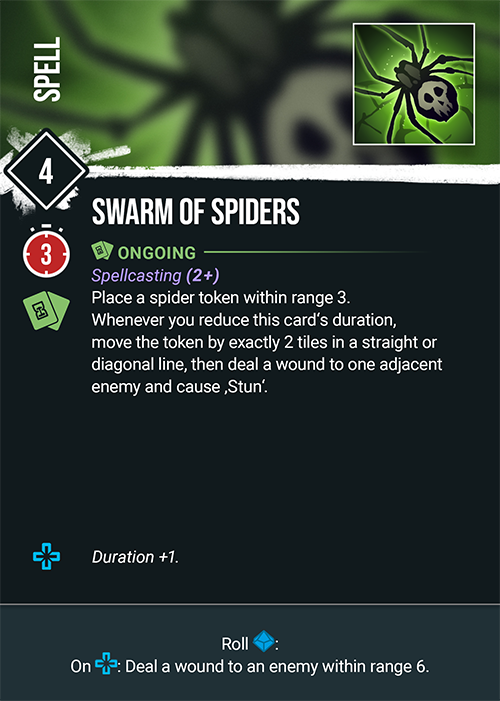 SPELL
4
SWARM OF SPIDERS
3
ONGOING
Spellcasting (2+)
Place a spider token within range 3.
Whenever you reduce this card‘s duration,
move the token by exactly 2 tiles in a straight or
diagonal line, then deal a wound to one adjacent
enemy and cause ‚Stun‘.
Duration +1.
Roll :
On : Deal a wound to an enemy within range 6.